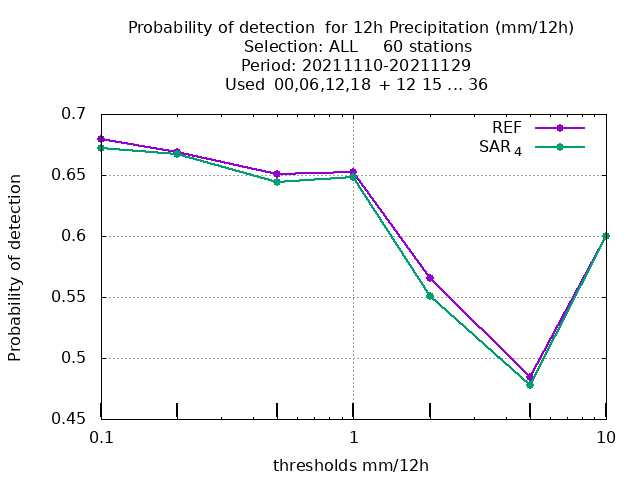 Probability of detection  for 12h Precipitation (mm/12h)
Selection: ALL     60 stations
Period: 20211110-20211129
Used  00,06,12,18  + 12 15 ... 36
REF
SAR 4
0.7
0.65
0.6
0.55
0.5
0.45
Probability of detection
0.1 1 10
thresholds mm/12h